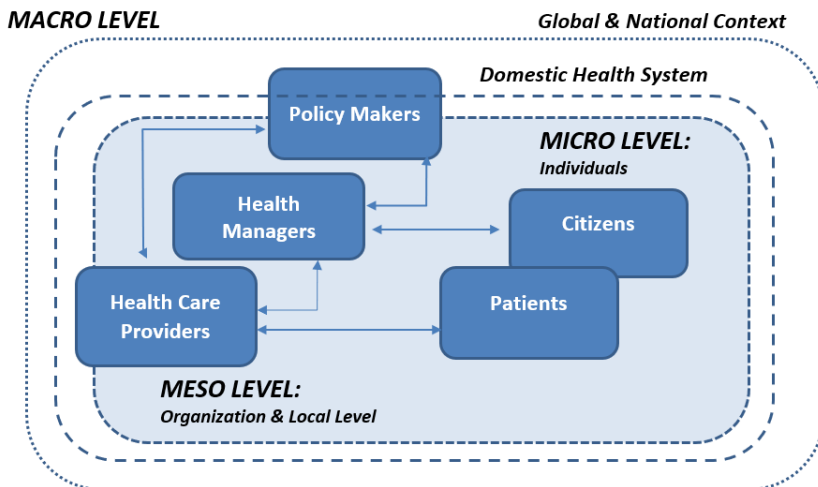 MACRO LEVEL
Global & National Context
Domestic Health System
Policy Makers
MICRO LEVEL:
Individuals
Health
Managers
Citizens
Health Care
Providers
Patients
MESO LEVEL:
Organization & Local Level